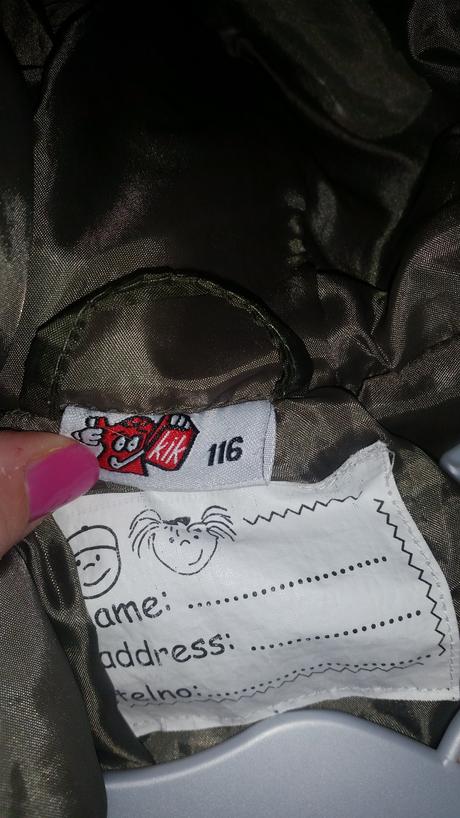 kik 116
ame: ........................
address: .....................
telno: ........................